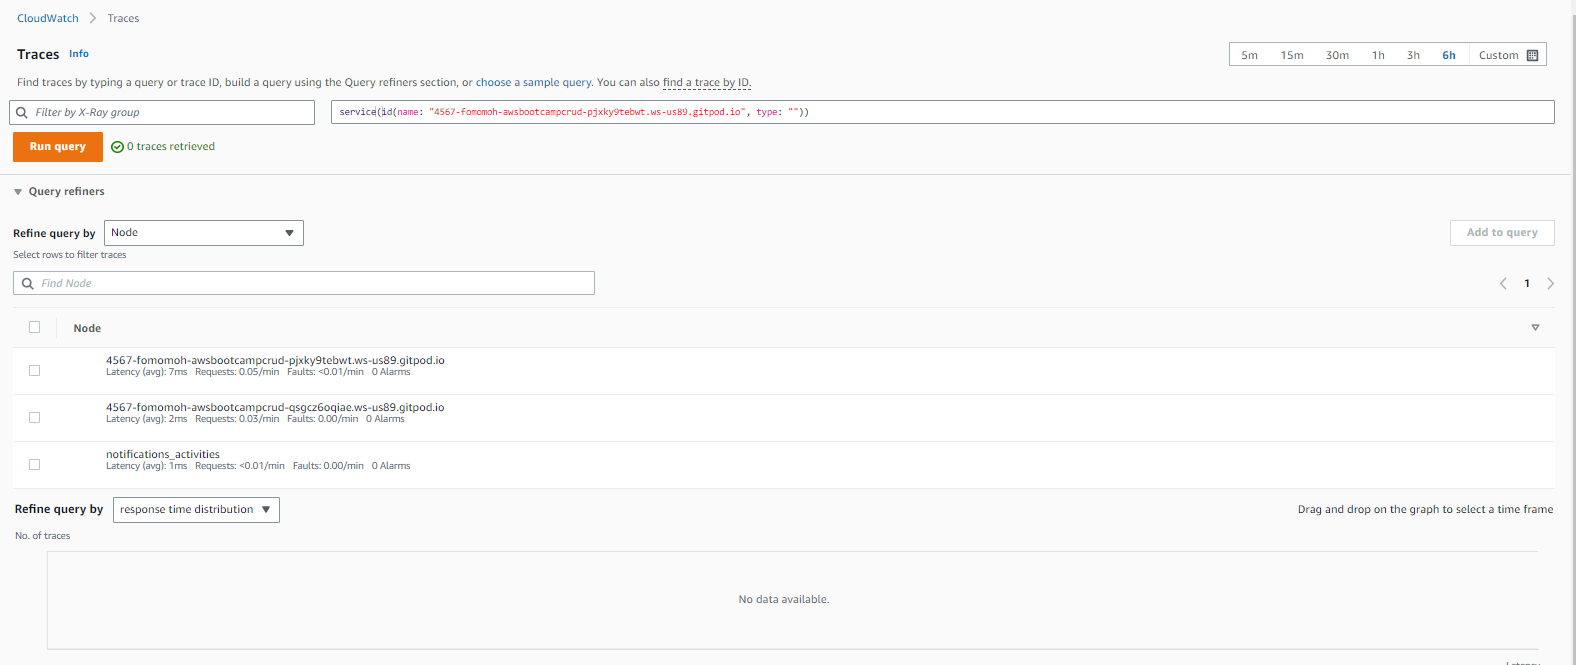 CloudWatch > Traces
Traces Info
5m 15m 30m 1h 3h 6h Custom
Find traces by typing a query or trace ID, build a query using the Query refiners section, or choose a sample query. You can also find a trace by ID.
Filter by X-Ray group
service(id(name: "4567-fomomoh-awsbootcampcrud-pjxky9tebwt.ws-us89.gitpod.io", type: ""))
Run query
0 traces retrieved
Query refiners
Refine query by Node
Add to query
Select rows to filter traces
Find Node
1
Node
4567-fomomoh-awsbootcampcrud-pjxky9tebwt.ws-us89.gitpod.io
Latency (avg): 7ms Requests: 0.05/min Faults: <0.01/min 0 Alarms
4567-fomomoh-awsbootcampcrud-qsgcz6oqiae.ws-us89.gitpod.io
Latency (avg): 2ms Requests: 0.03/min Faults: 0.00/min 0 Alarms
notifications_activities
Latency (avg): 1ms Requests: <0.01/min Faults: 0.00/min 0 Alarms
Refine query by response time distribution
Drag and drop on the graph to select a time frame
No. of traces
No data available.